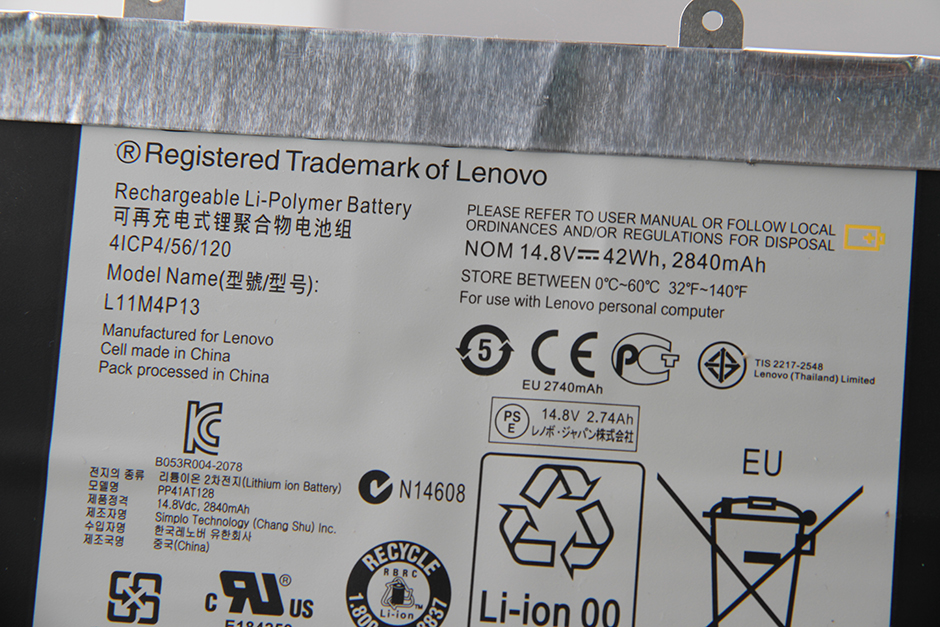 ® Registered Trademark of Lenovo
Rechargeable Li-Polymer Battery
可再充电式锂聚合物电池组
4ICP4/56/120
Model Name(型號/型号):
L11M4P13
Manufactured for Lenovo
Cell made in China
Pack processed in China
PLEASE REFER TO USER MANUAL OR FOLLOW LOCAL
ORDINANCES AND/OR REGULATIONS FOR DISPOSAL
NOM 14.8V⎓42Wh, 2840mAh
STORE BETWEEN 0℃~60℃ 32℉~140℉
For use with Lenovo personal computer
5
CE
EU 2740mAh
PCT
TIS 2217-2548
Lenovo (Thailand) Limited
PS
E
14.8V 2.74Ah
レノボ・ジャパン株式会社
KC
B053R004-2078
전지의 종류 리튬이온 2차전지(Lithium ion Battery)
모델명 PP41AT128
제품정격 14.8Vdc, 2840mAh
제조자명 Simplo Technology (Chang Shu) Inc.
수입자명 한국레노버 유한회사
제조국명 중국(China)
N14608
RECYCLE
RBRC
Li-ion
1.800
837
c RU ® US
Li-ion 00
EU